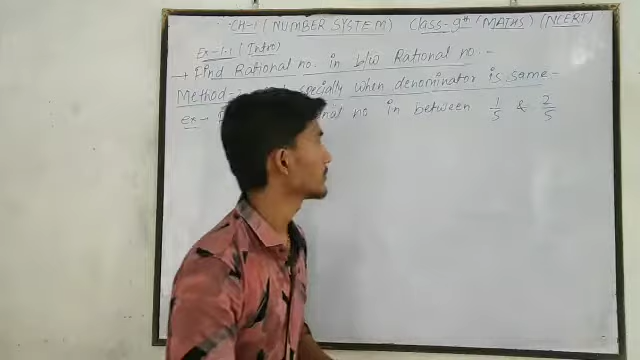 CH-1 (NUMBER SYSTEM) Class-9th (MATHS) (NCERT)
Ex-1.1 (Intro)
→ Find Rational no. in b/w Rational no. -
Method- specially when denominator is same-
ex- no in between 1/5 & 2/5